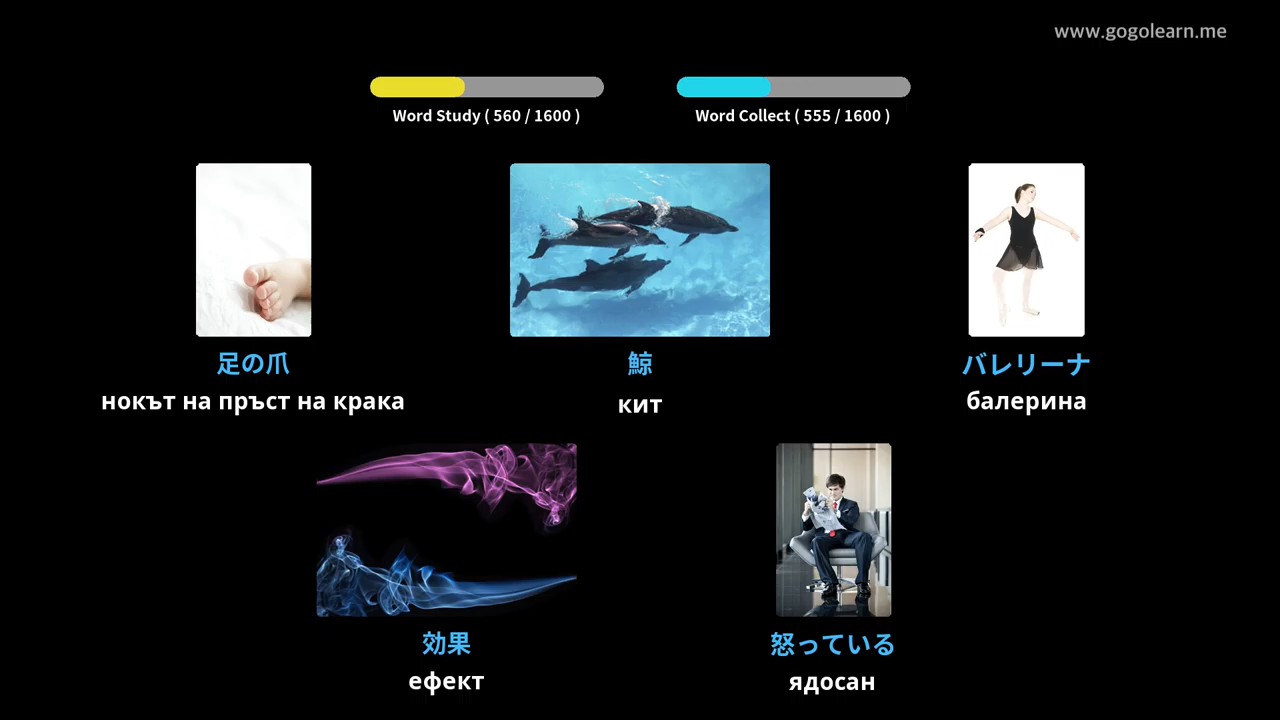 www.gogolearn.me
Word Study ( 560 / 1600 )
Word Collect ( 555 / 1600 )
足の爪
鯨
バレリーナ
нокът на пръст на крака
кит
балерина
効果
怒っている
ефект
ядосан